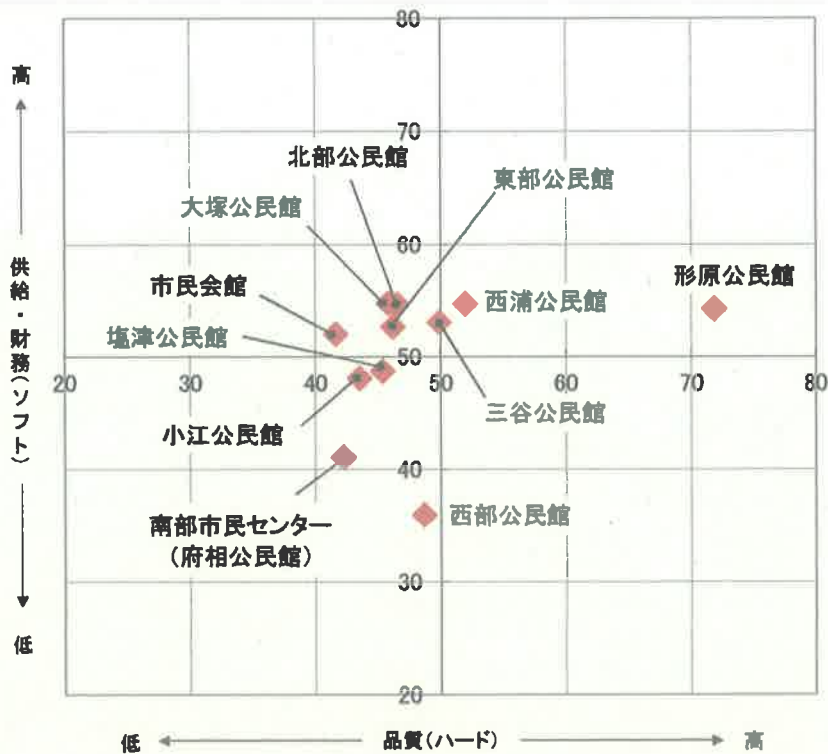 80
高
70
北部公民館
東部公民館
大塚公民館
60
供給・財務(ソフト)
市民会館
形原公民館
西浦公民館
塩津公民館
50
20
30
40
50
60
70
80
三谷公民館
小江公民館
40
南部市民センター
(府相公民館)
西部公民館
30
低
20
低
品質(ハード)
高